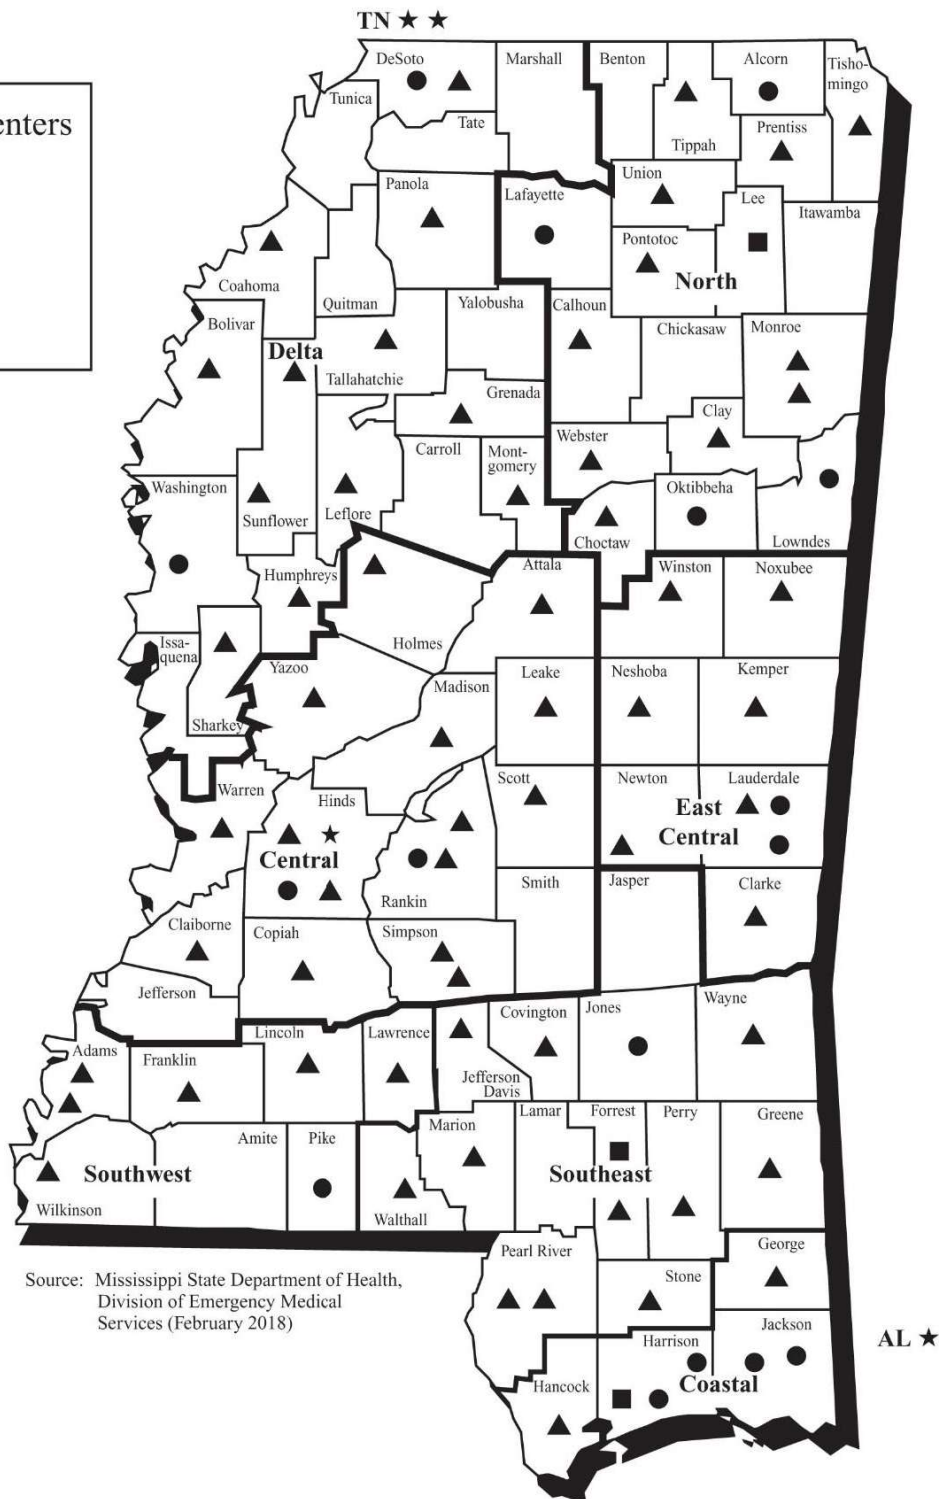 TN ★ ★
enters
DeSoto
Marshall
Benton
Alcorn
Tisho-
mingo
Tunica
Tate
Tippah
Prentiss
Panola
Lafayette
Union
Lee
Itawamba
Pontotoc
North
Coahoma
Quitman
Yalobusha
Calhoun
Chickasaw
Monroe
Bolivar
Delta
Tallahatchie
Grenada
Clay
Carroll
Mont-
gomery
Webster
Washington
Sunflower
Leflore
Oktibbeha
Choctaw
Lowndes
Humphreys
Attala
Winston
Noxubee
Holmes
Issa-
quena
Yazoo
Sharkey
Madison
Leake
Neshoba
Kemper
Warren
Hinds
Scott
Newton
Lauderdale
East
Central
Central
Rankin
Smith
Jasper
Clarke
Claiborne
Copiah
Simpson
Jefferson
Covington
Jones
Wayne
Adams
Franklin
Lincoln
Lawrence
Jefferson
Davis
Marion
Lamar
Forrest
Perry
Greene
Amite
Pike
Southwest
Southeast
Wilkinson
Walthall
Pearl River
George
Stone
Source: Mississippi State Department of Health,
Division of Emergency Medical
Services (February 2018)
Harrison
Jackson
AL ★
Hancock
Coastal